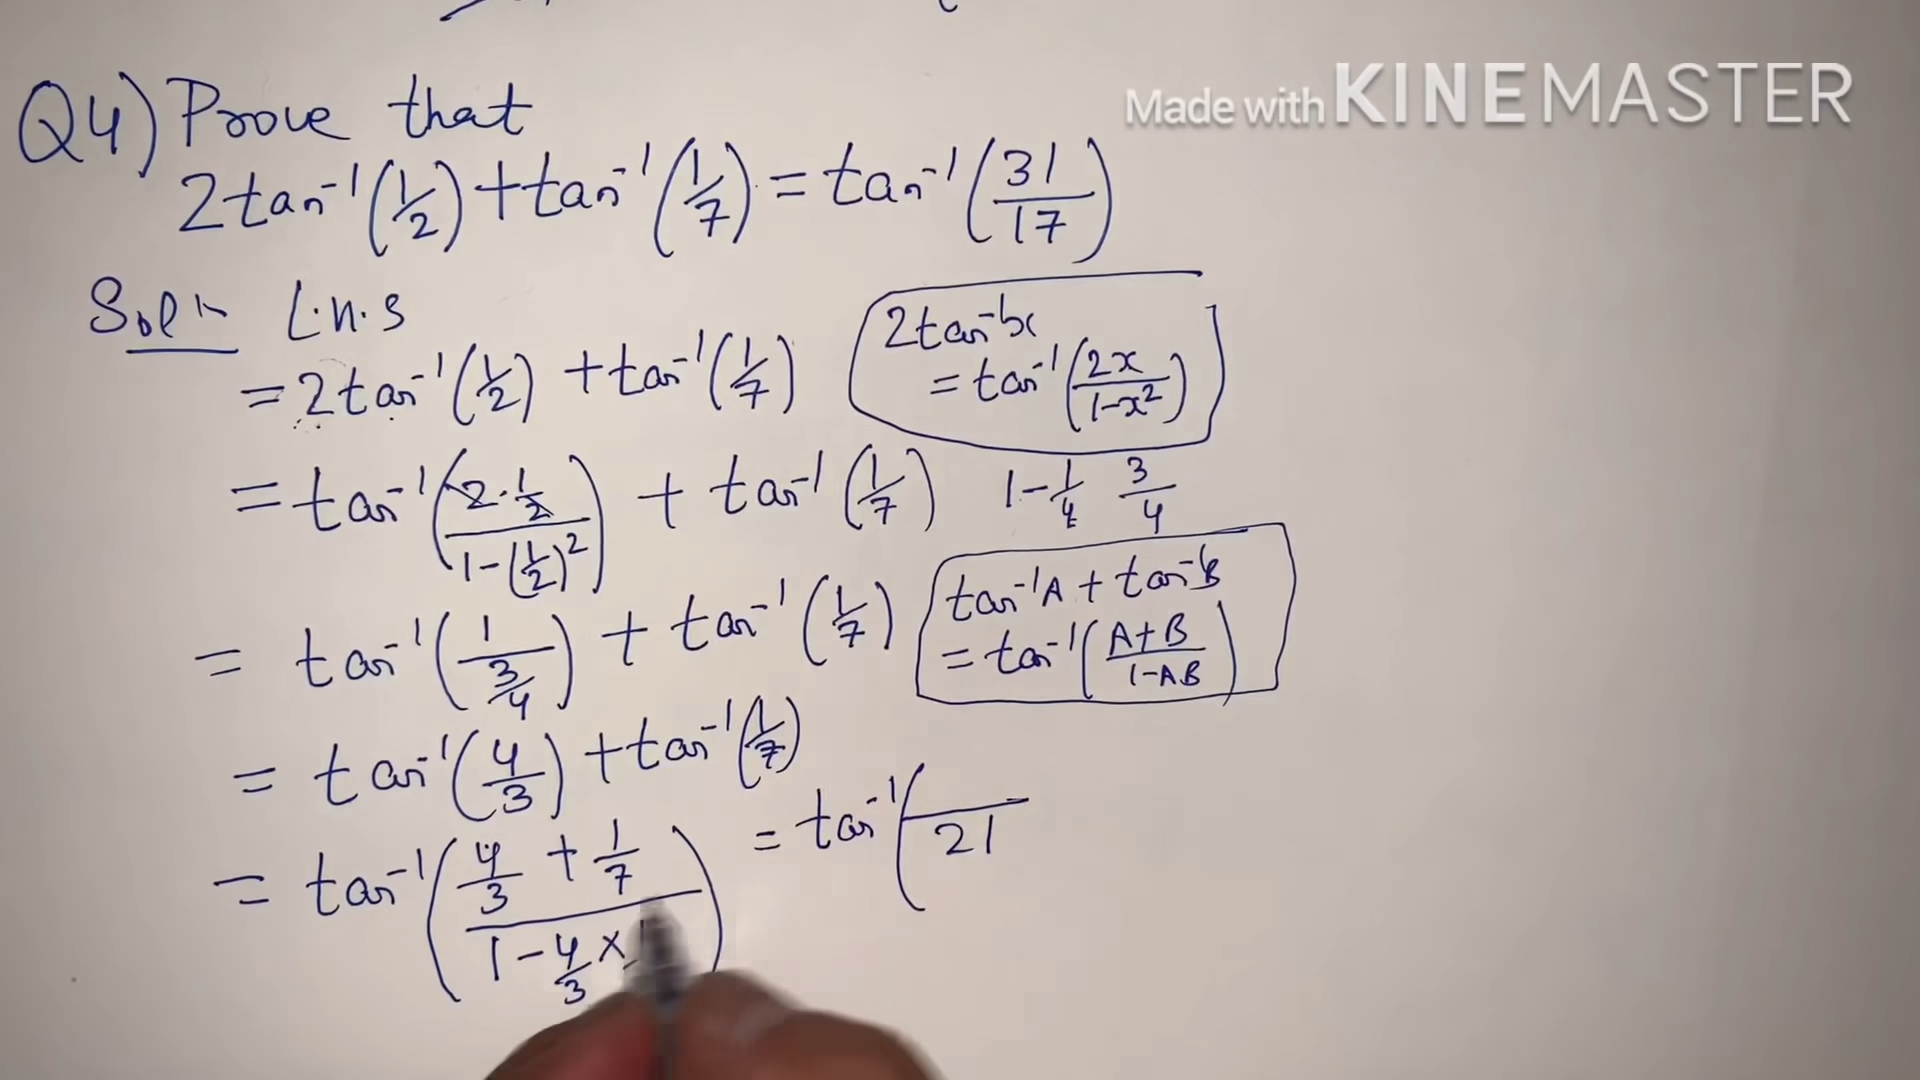 Made with KINEMASTER
Q4) Prove that
2tan⁻¹(1/2)+tan⁻¹(1/7)=tan⁻¹(31/17)
Solⁿ L.H.S
=2tan⁻¹(1/2)+tan⁻¹(1/7)
2tan⁻¹x
=tan⁻¹(2x/1-x²)
=tan⁻¹(2·1/2/1-(1/2)²)+tan⁻¹(1/7)
1-1/4 3/4
=tan⁻¹(1/3/4)+tan⁻¹(1/7)
tan⁻¹A+tan⁻¹B
=tan⁻¹(A+B/1-AB)
=tan⁻¹(4/3)+tan⁻¹(1/7)
=tan⁻¹(4/3+1/7/1-4/3×
=tan⁻¹( /21